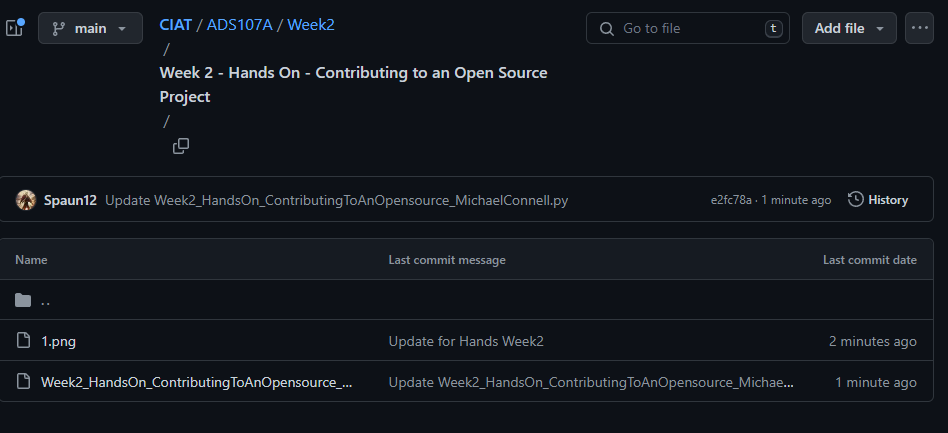 main
CIAT / ADS107A / Week2
/
Week 2 - Hands On - Contributing to an Open Source
Project
/
Go to file
t
Add file
Spaun12 Update Week2_HandsOn_ContributingToAnOpensource_MichaelConnell.py
e2fc78a · 1 minute ago
History
Name Last commit message Last commit date
..
1.png Update for Hands Week2 2 minutes ago
Week2_HandsOn_ContributingToAnOpensource_... Update Week2_HandsOn_ContributingToAnOpensource_Michae... 1 minute ago